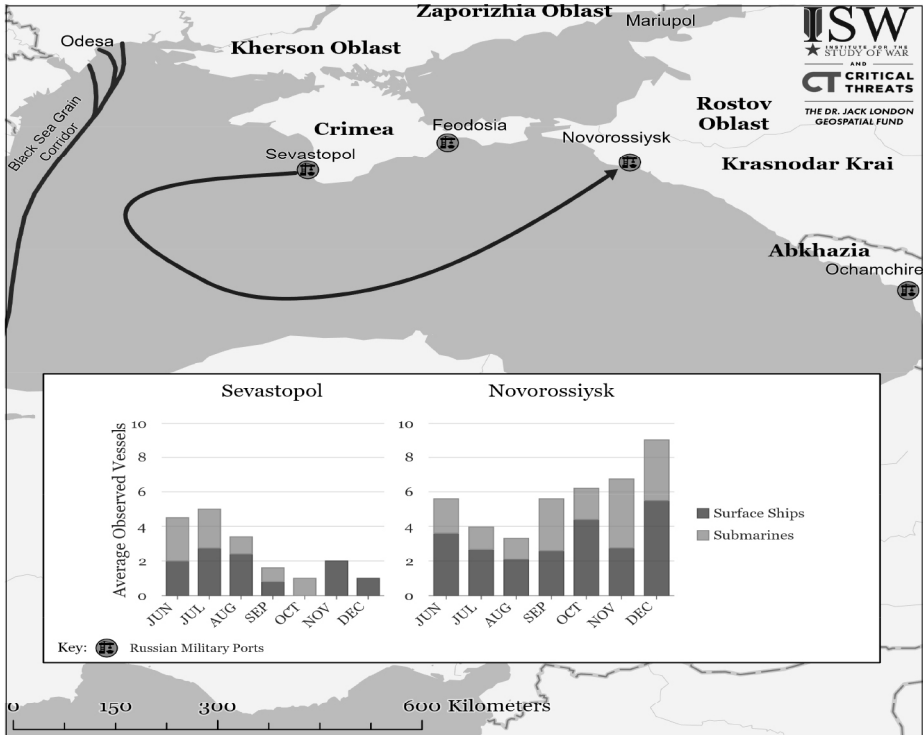 Zaporizhia Oblast
Mariupol
ISW
INSTITUTE FOR THE
STUDY OF WAR
AND
CT CRITICAL
THREATS
THE DR. JACK LONDON
GEOSPATIAL FUND
Odesa
Kherson Oblast
Black Sea Grain
Corridor
Crimea
Feodosia
Sevastopol
Novorossiysk
Rostov
Oblast
Krasnodar Krai
Abkhazia
Ochamchire
Sevastopol
Novorossiysk
Average Observed Vessels
10
8
6
4
2
0
JUN
JUL
AUG
SEP
OCT
NOV
DEC
10
8
6
4
2
0
JUN
JUL
AUG
SEP
OCT
NOV
DEC
Surface Ships
Submarines
Key: Russian Military Ports
0 150 300 600 Kilometers